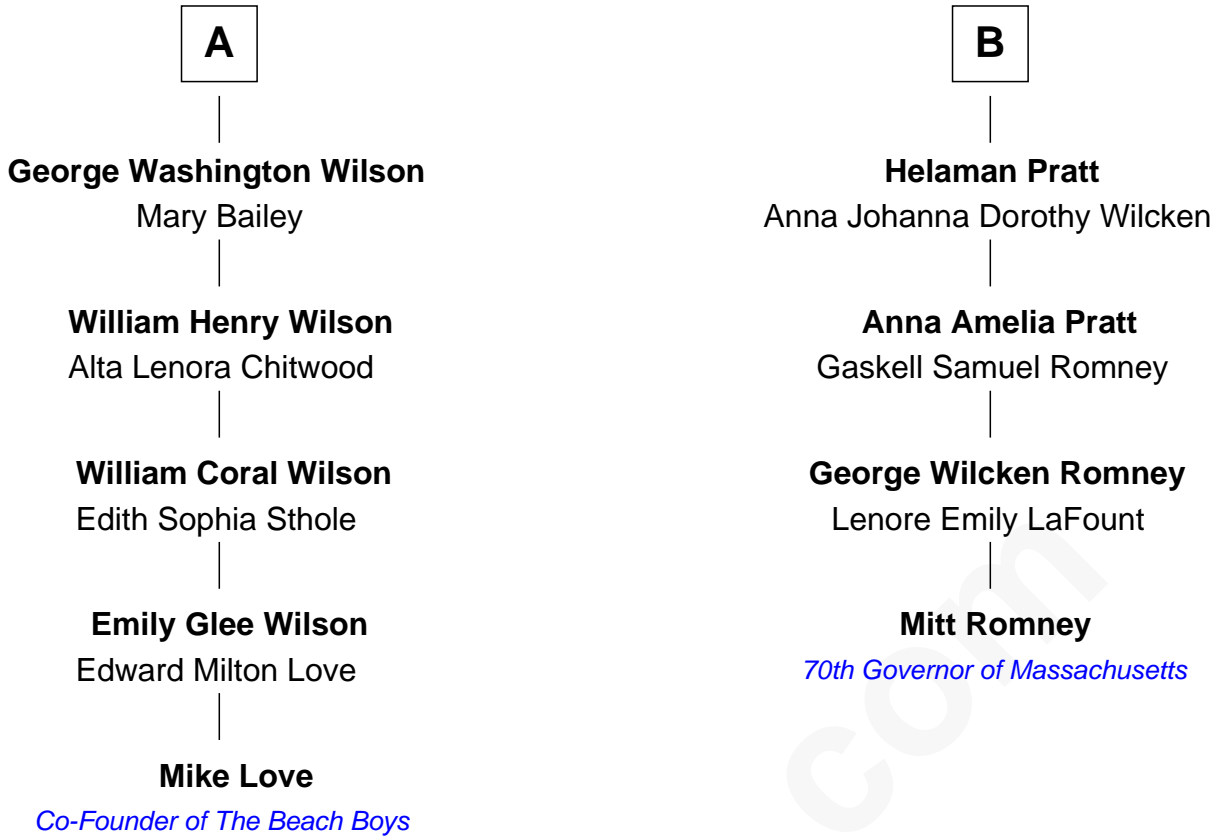 A
George Washington Wilson
Mary Bailey
William Henry Wilson
Alta Lenora Chitwood
William Coral Wilson
Edith Sophia Sthole
Emily Glee Wilson
Edward Milton Love
Mike Love
Co-Founder of The Beach Boys
B
Helaman Pratt
Anna Johanna Dorothy Wilcken
Anna Amelia Pratt
Gaskell Samuel Romney
George Wilcken Romney
Lenore Emily LaFount
Mitt Romney
70th Governor of Massachusetts
com